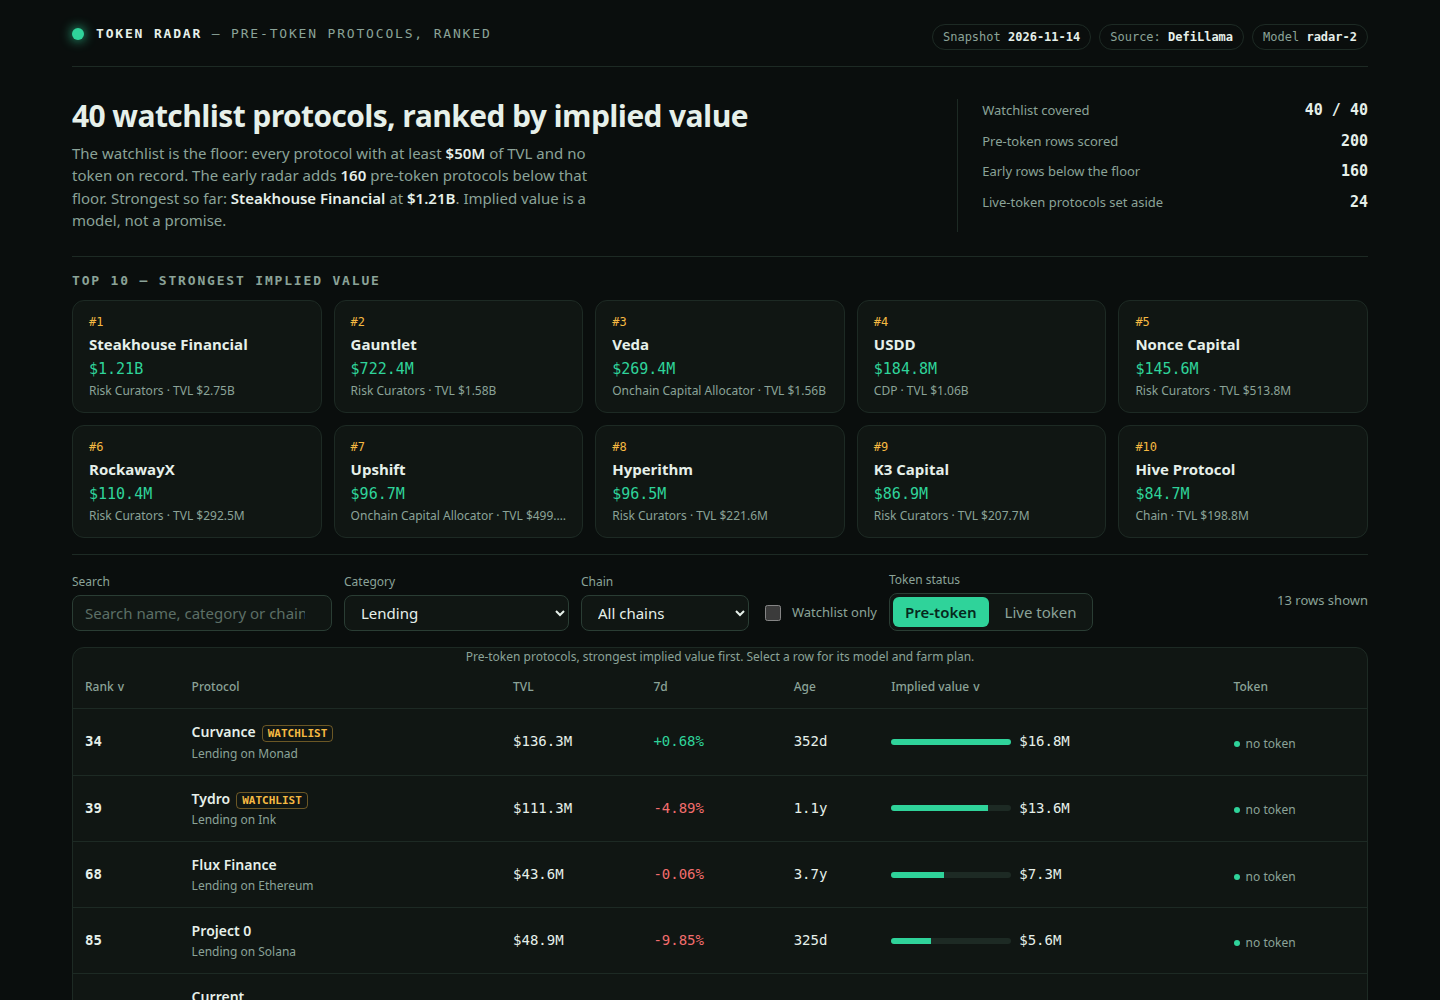 TOKEN RADAR — PRE-TOKEN PROTOCOLS, RANKED
Snapshot 2026-11-14
Source: DefiLlama
Model radar-2
40 watchlist protocols, ranked by implied value
The watchlist is the floor: every protocol with at least $50M of TVL and no
token on record. The early radar adds 160 pre-token protocols below that
floor. Strongest so far: Steakhouse Financial at $1.21B. Implied value is a
model, not a promise.
Watchlist covered 40 / 40
Pre-token rows scored 200
Early rows below the floor 160
Live-token protocols set aside 24
TOP 10 — STRONGEST IMPLIED VALUE
#1
Steakhouse Financial
$1.21B
Risk Curators · TVL $2.75B
#2
Gauntlet
$722.4M
Risk Curators · TVL $1.58B
#3
Veda
$269.4M
Onchain Capital Allocator · TVL $1.56B
#4
USDD
$184.8M
CDP · TVL $1.06B
#5
Nonce Capital
$145.6M
Risk Curators · TVL $513.8M
#6
RockawayX
$110.4M
Risk Curators · TVL $292.5M
#7
Upshift
$96.7M
Onchain Capital Allocator · TVL $499....
#8
Hyperithm
$96.5M
Risk Curators · TVL $221.6M
#9
K3 Capital
$86.9M
Risk Curators · TVL $207.7M
#10
Hive Protocol
$84.7M
Chain · TVL $198.8M
Search
Search name, category or chain
Category
Lending
Chain
All chains
Watchlist only
Token status
Pre-token
Live token
13 rows shown
Pre-token protocols, strongest implied value first. Select a row for its model and farm plan.
Rank v Protocol TVL 7d Age Implied value v Token
34 Curvance WATCHLIST $136.3M +0.68% 352d $16.8M no token
Lending on Monad
39 Tydro WATCHLIST $111.3M -4.89% 1.1y $13.6M no token
Lending on Ink
68 Flux Finance $43.6M -0.06% 3.7y $7.3M no token
Lending on Ethereum
85 Project 0 $48.9M -9.85% 325d $5.6M no token
Lending on Solana
Current